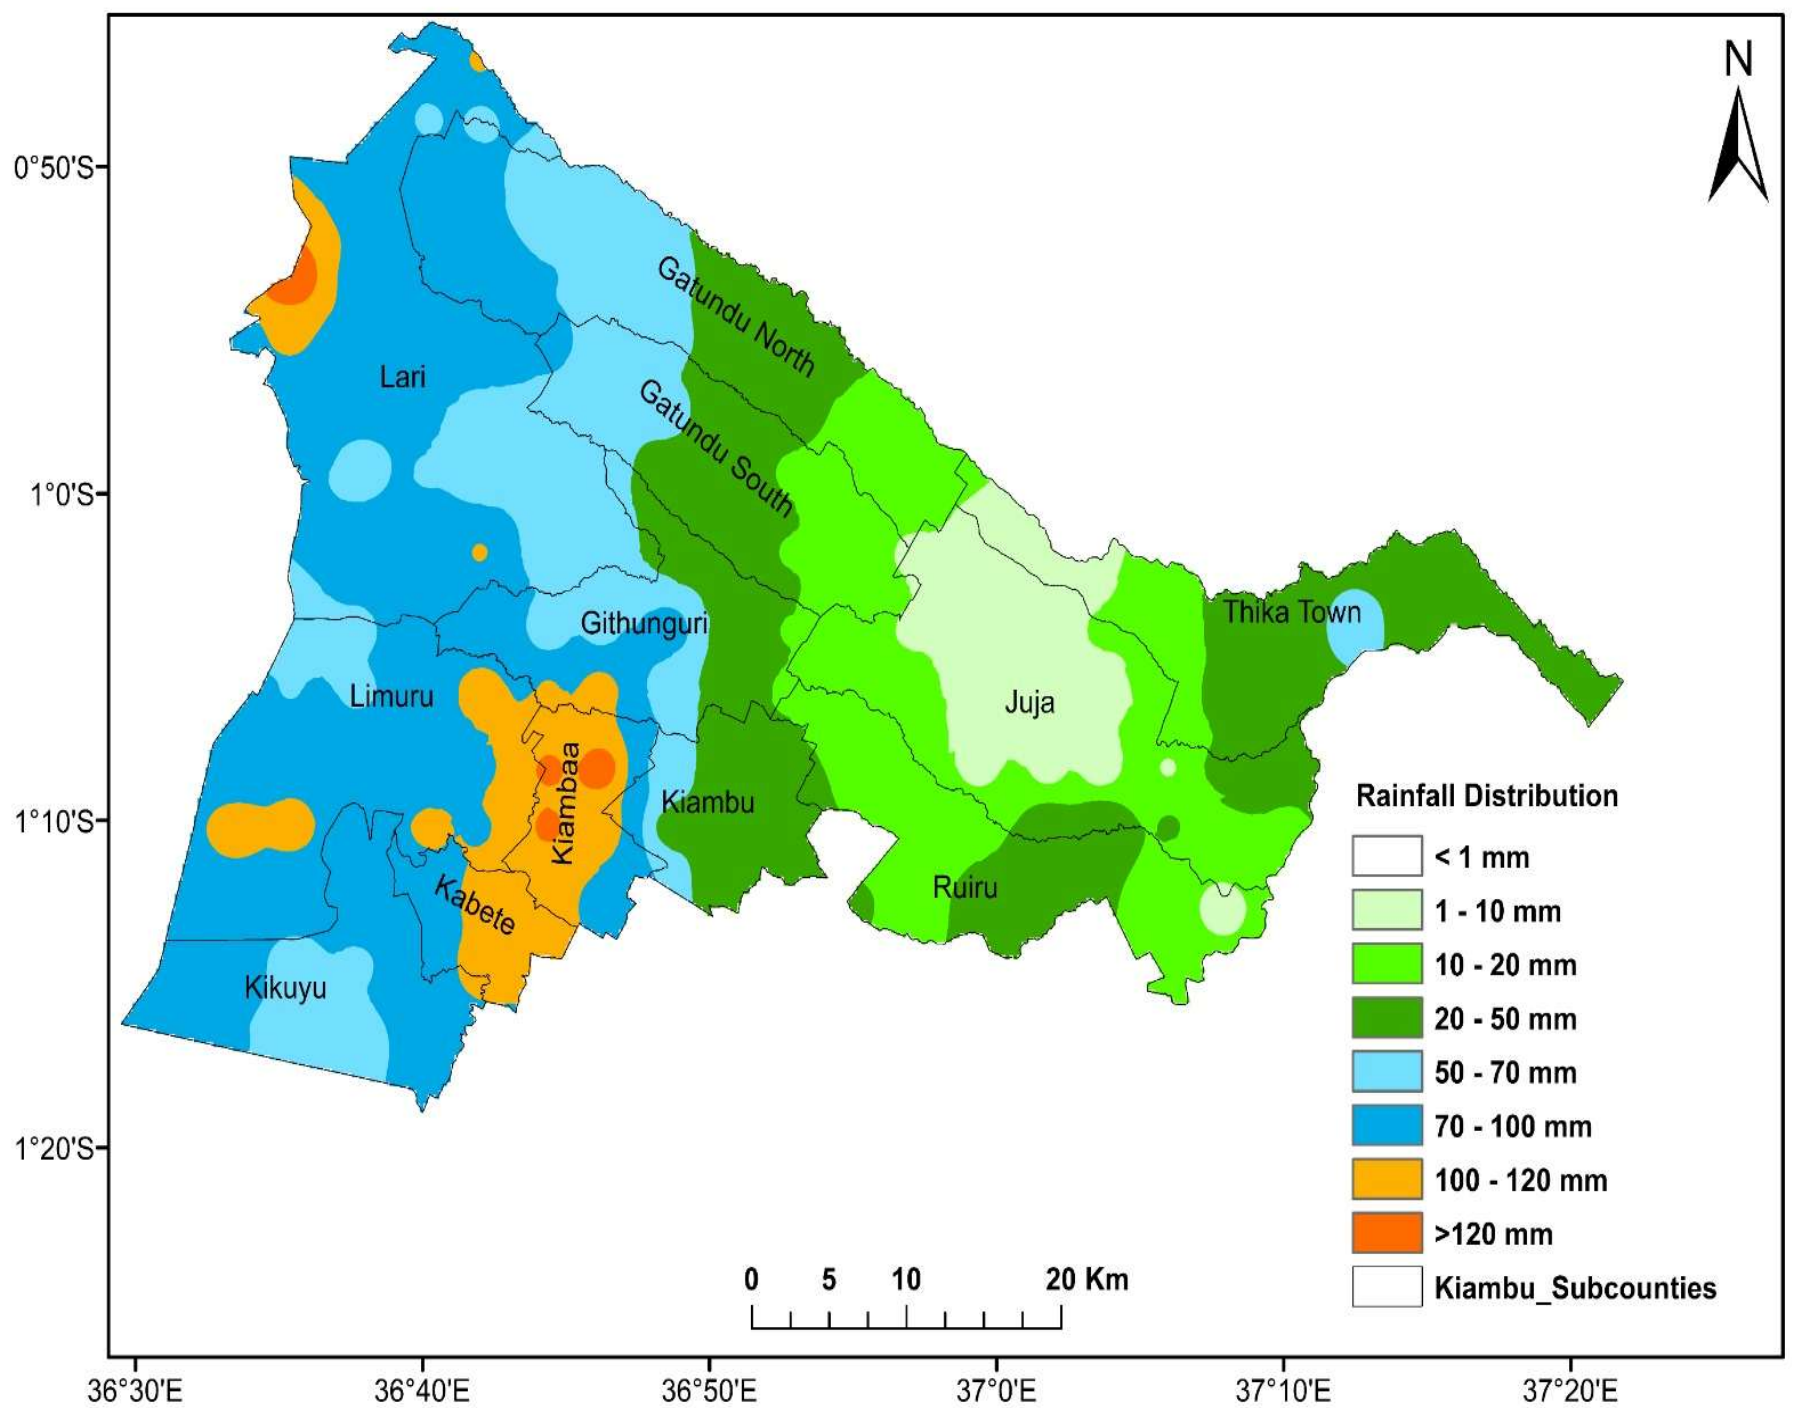 N
0°50'S
1°0'S
1°10'S
1°20'S
Gatundu North
Lari
Gatundu South
Githunguri
Thika Town
Limuru
Juja
Kiambaa
Kiambu
Kabete
Ruiru
Kikuyu
Rainfall Distribution
< 1 mm
1 - 10 mm
10 - 20 mm
20 - 50 mm
50 - 70 mm
70 - 100 mm
100 - 120 mm
>120 mm
Kiambu_Subcounties
0 5 10 20 Km
36°30'E 36°40'E 36°50'E 37°0'E 37°10'E 37°20'E